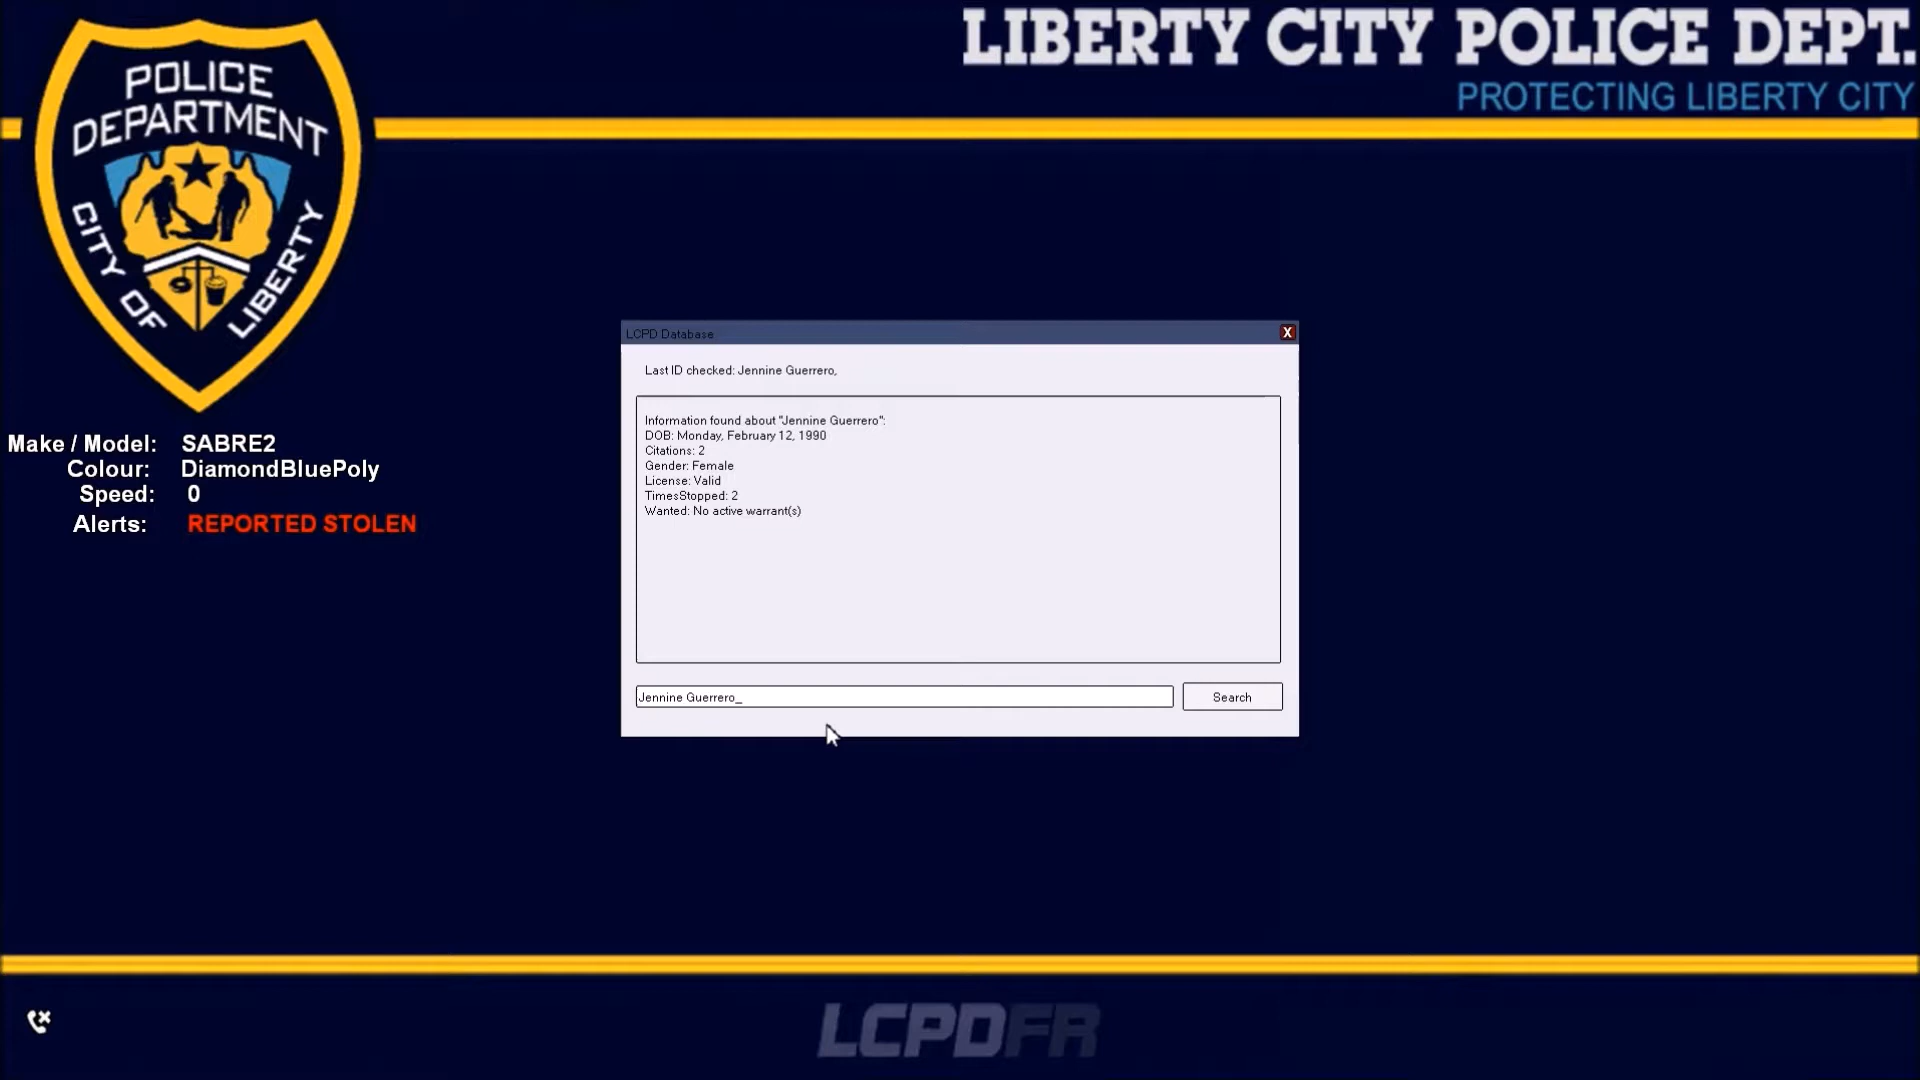 LIBERTY CITY POLICE DEPT.
PROTECTING LIBERTY CITY
POLICE
DEPARTMENT
CITY OF LIBERTY
Make / Model: SABRE2
Colour: DiamondBluePoly
Speed: 0
Alerts: REPORTED STOLEN
LCPD Database
X
Last ID checked: Jennine Guerrero,
Information found about "Jennine Guerrero":
DOB: Monday, February 12, 1990
Citations: 2
Gender: Female
License: Valid
TimesStopped: 2
Wanted: No active warrant(s)
Jennine Guerrero_
Search
LCPDFR